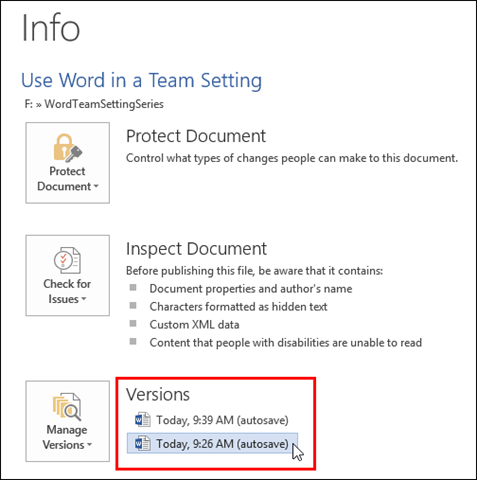 Info
Use Word in a Team Setting
F: » WordTeamSettingSeries
Protect Document
Control what types of changes people can make to this document.
Protect
Document
Inspect Document
Before publishing this file, be aware that it contains:
Document properties and author's name
Characters formatted as hidden text
Custom XML data
Content that people with disabilities are unable to read
Check for
Issues
Versions
Today, 9:39 AM (autosave)
Today, 9:26 AM (autosave)
Manage
Versions